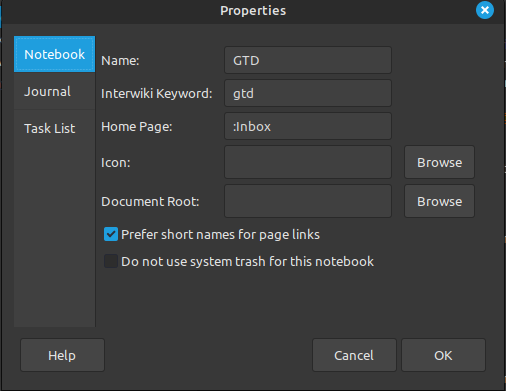 Properties
Notebook
Journal
Task List
Name: GTD
Interwiki Keyword: gtd
Home Page: :Inbox
Icon: Browse
Document Root: Browse
Prefer short names for page links
Do not use system trash for this notebook
Help Cancel OK